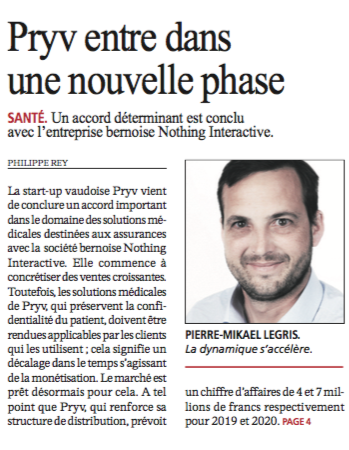 Pryv entre dans
une nouvelle phase
SANTÉ. Un accord déterminant est conclu
avec l’entreprise bernoise Nothing Interactive.
PHILIPPE REY
La start-up vaudoise Pryv vient
de conclure un accord important
dans le domaine des solutions mé-
dicales destinées aux assurances
avec la société bernoise Nothing
Interactive. Elle commence à
concrétiser des ventes croissantes.
Toutefois, les solutions médicales
de Pryv, qui préservent la confi-
dentialité du patient, doivent être
rendues applicables par les clients
qui les utilisent ; cela signifie un
décalage dans le temps s’agissant
de la monétisation. Le marché est
prêt désormais pour cela. A tel
point que Pryv, qui renforce sa
structure de distribution, prévoit
PIERRE-MIKAEL LEGRIS.
La dynamique s’accélère.
un chiffre d’affaires de 4 et 7 mil-
lions de francs respectivement
pour 2019 et 2020. PAGE 4